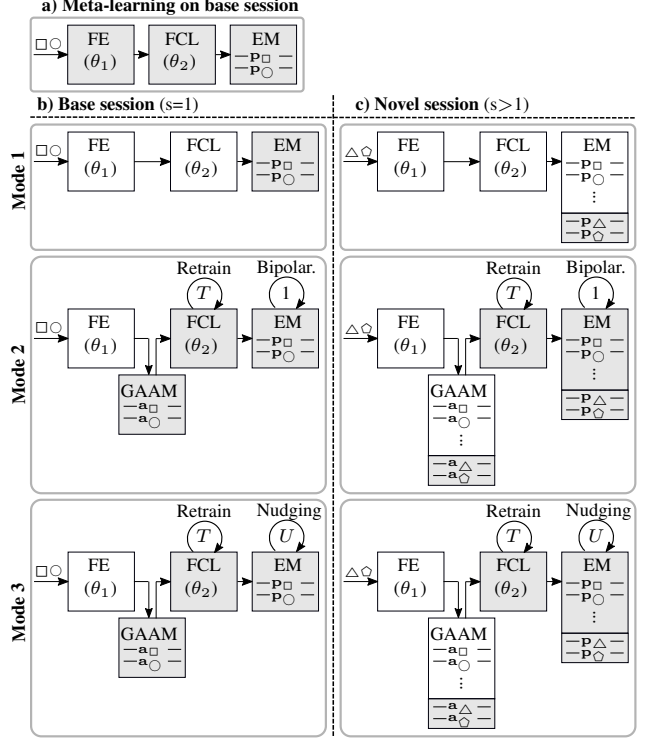 a) Meta-learning on base session
FE
(θ₁)
FCL
(θ₂)
EM
p□
p○
b) Base session (s=1)
c) Novel session (s>1)
Mode 1
FE
(θ₁)
FCL
(θ₂)
EM
p□
p○
FE
(θ₁)
FCL
(θ₂)
EM
p□
p○
⋮
p△
p⬠
Mode 2
Retrain
T
Bipolar.
1
FE
(θ₁)
FCL
(θ₂)
EM
p□
p○
GAAM
a□
a○
Retrain
T
Bipolar.
1
FE
(θ₁)
FCL
(θ₂)
EM
p□
p○
⋮
p△
p⬠
GAAM
a□
a○
⋮
a△
a⬠
Mode 3
Retrain
T
Nudging
U
FE
(θ₁)
FCL
(θ₂)
EM
p□
p○
GAAM
a□
a○
Retrain
T
Nudging
U
FE
(θ₁)
FCL
(θ₂)
EM
p□
p○
⋮
p△
p⬠
GAAM
a□
a○
⋮
a△
a⬠